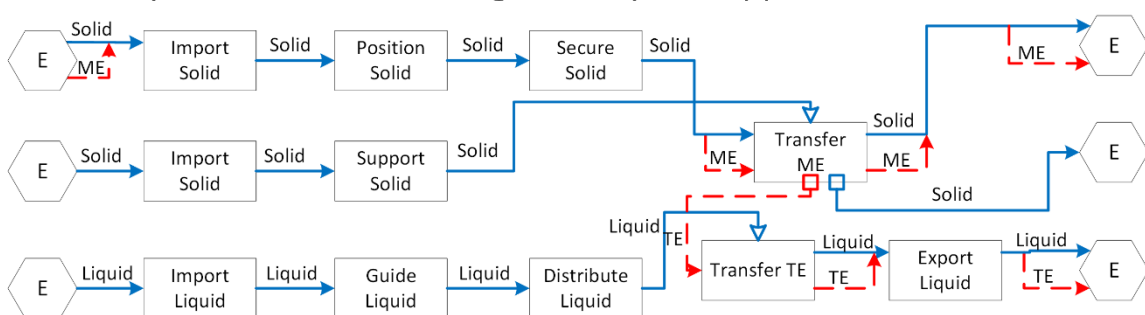 Solid
E
ME
Import
Solid
Solid
Position
Solid
Solid
Secure
Solid
Solid
ME
E
E
Solid
Import
Solid
Solid
Support
Solid
Solid
ME
Transfer
ME
Solid
ME
Solid
E
E
Liquid
Import
Liquid
Liquid
Guide
Liquid
Liquid
Distribute
Liquid
Liquid
TE
Transfer TE
Liquid
TE
Export
Liquid
Liquid
TE
E